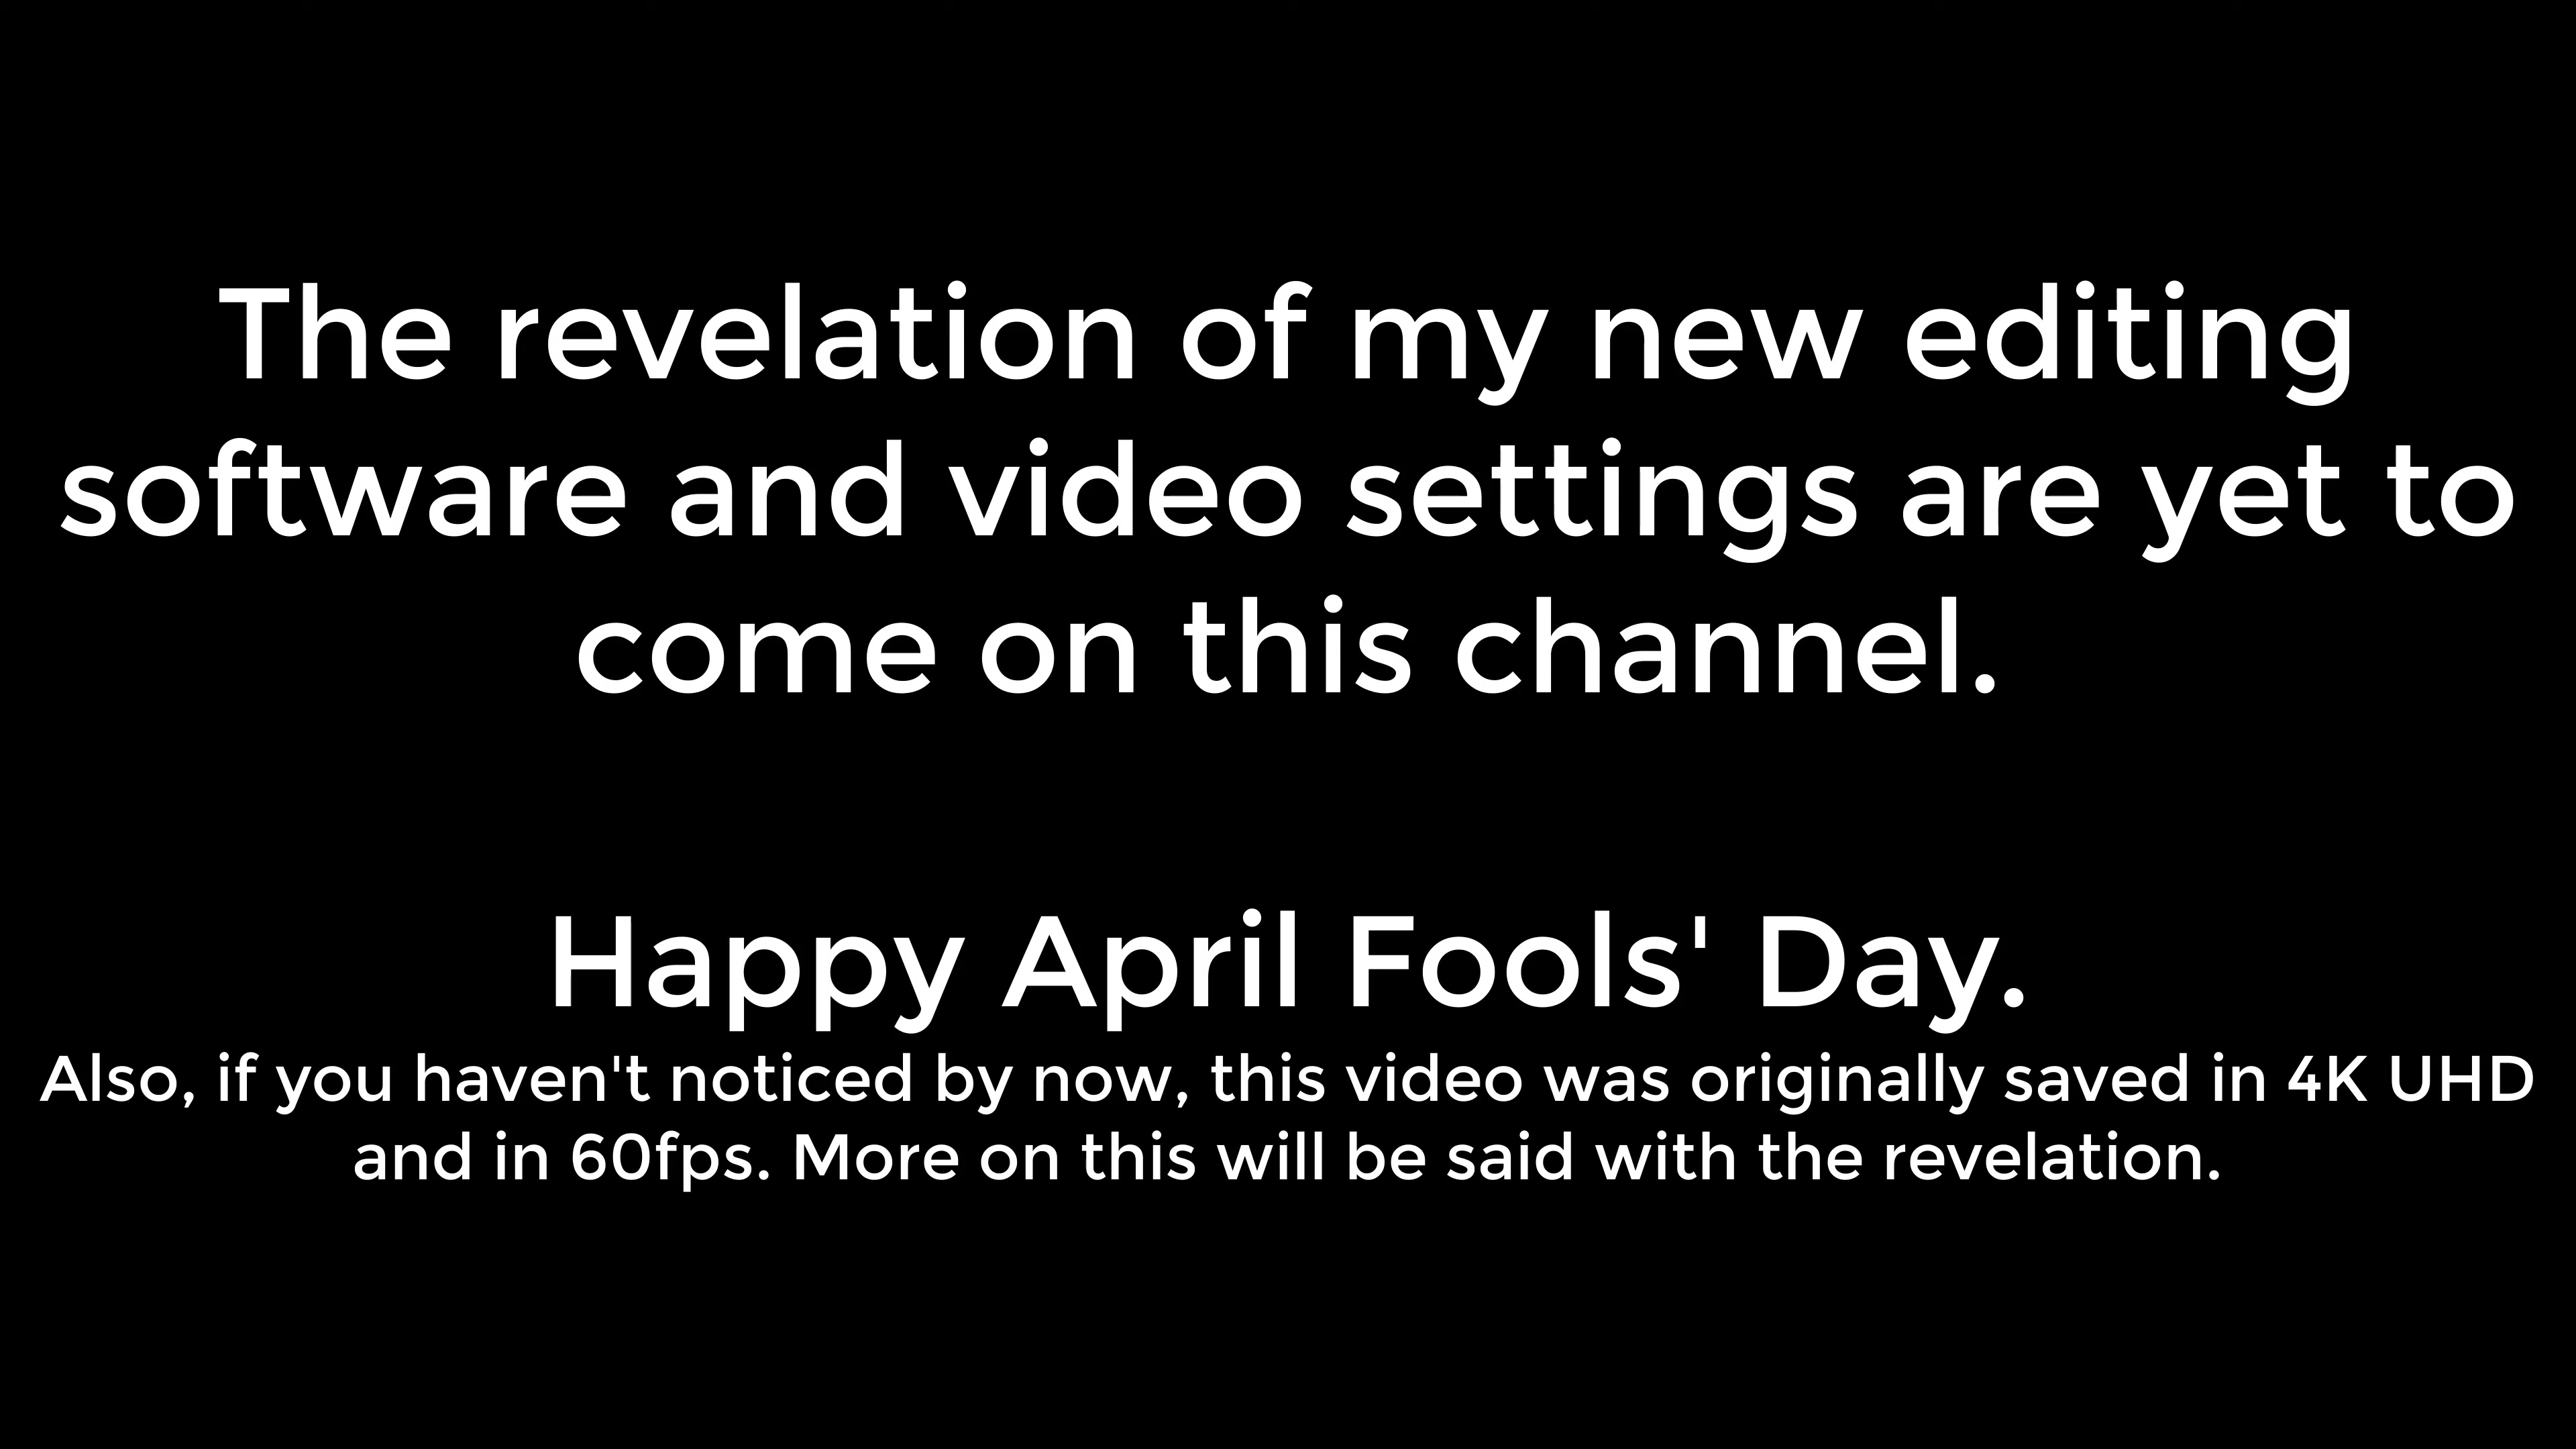 The revelation of my new editing
software and video settings are yet to
come on this channel.
Happy April Fools' Day.
Also, if you haven't noticed by now, this video was originally saved in 4K UHD
and in 60fps. More on this will be said with the revelation.